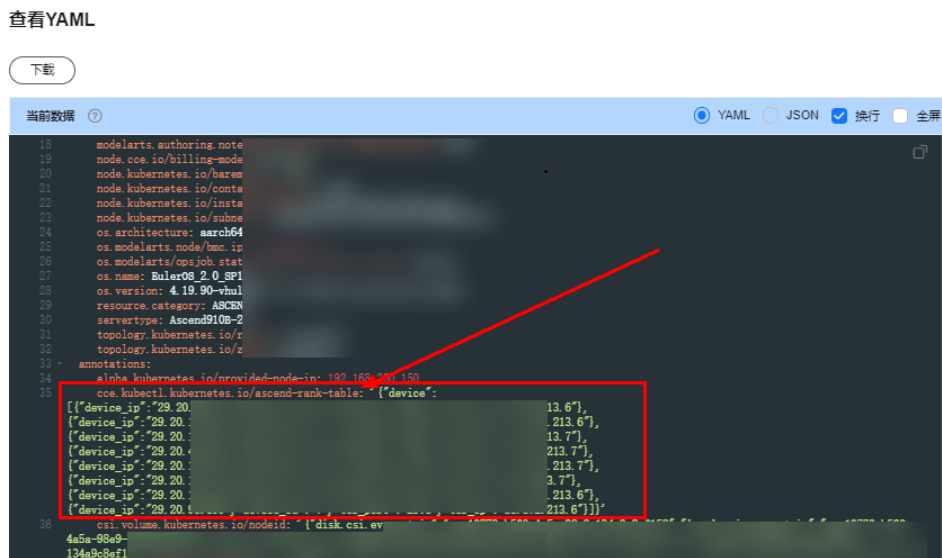 查看YAML
下载
当前数据 ?
YAML JSON 换行 全屏
18 modelarts.authoring.note
19 node.cce.io/billing-mode
20 node.kubernetes.io/barem
21 node.kubernetes.io/conta
22 node.kubernetes.io/insta
23 node.kubernetes.io/subne
24 os.architecture: aarch64
25 os.modelarts.node/bmc.ip
26 os.modelarts/opsjob.stat
27 os.name: EulerOS_2.0_SP1
28 os.version: 4.19.90-vhul
29 resource.category: ASCEN
30 servertype: Ascend910B-2
31 topology.kubernetes.io/r
32 topology.kubernetes.io/z
33 annotations:
34 alpha.kubernetes.io/provided-node-ip: 192.168.200.150
35 cce.kubectl.kubernetes.io/ascend-rank-table: "{"device":
[{"device_ip":"29.20. 13.6"},
{"device_ip":"29.20. .213.6"},
{"device_ip":"29.20. 13.7"},
{"device_ip":"29.20. 213.7"},
{"device_ip":"29.20. .213.7"},
{"device_ip":"29.20. 3.7"},
{"device_ip":"29.20. .213.6"},
{"device_ip":"29.20. 213.6"}]}"
36 csi.volume.kubernetes.io/nodeid: "{"disk.csi.ev
4a5a-98e9-
134a9c8ef1